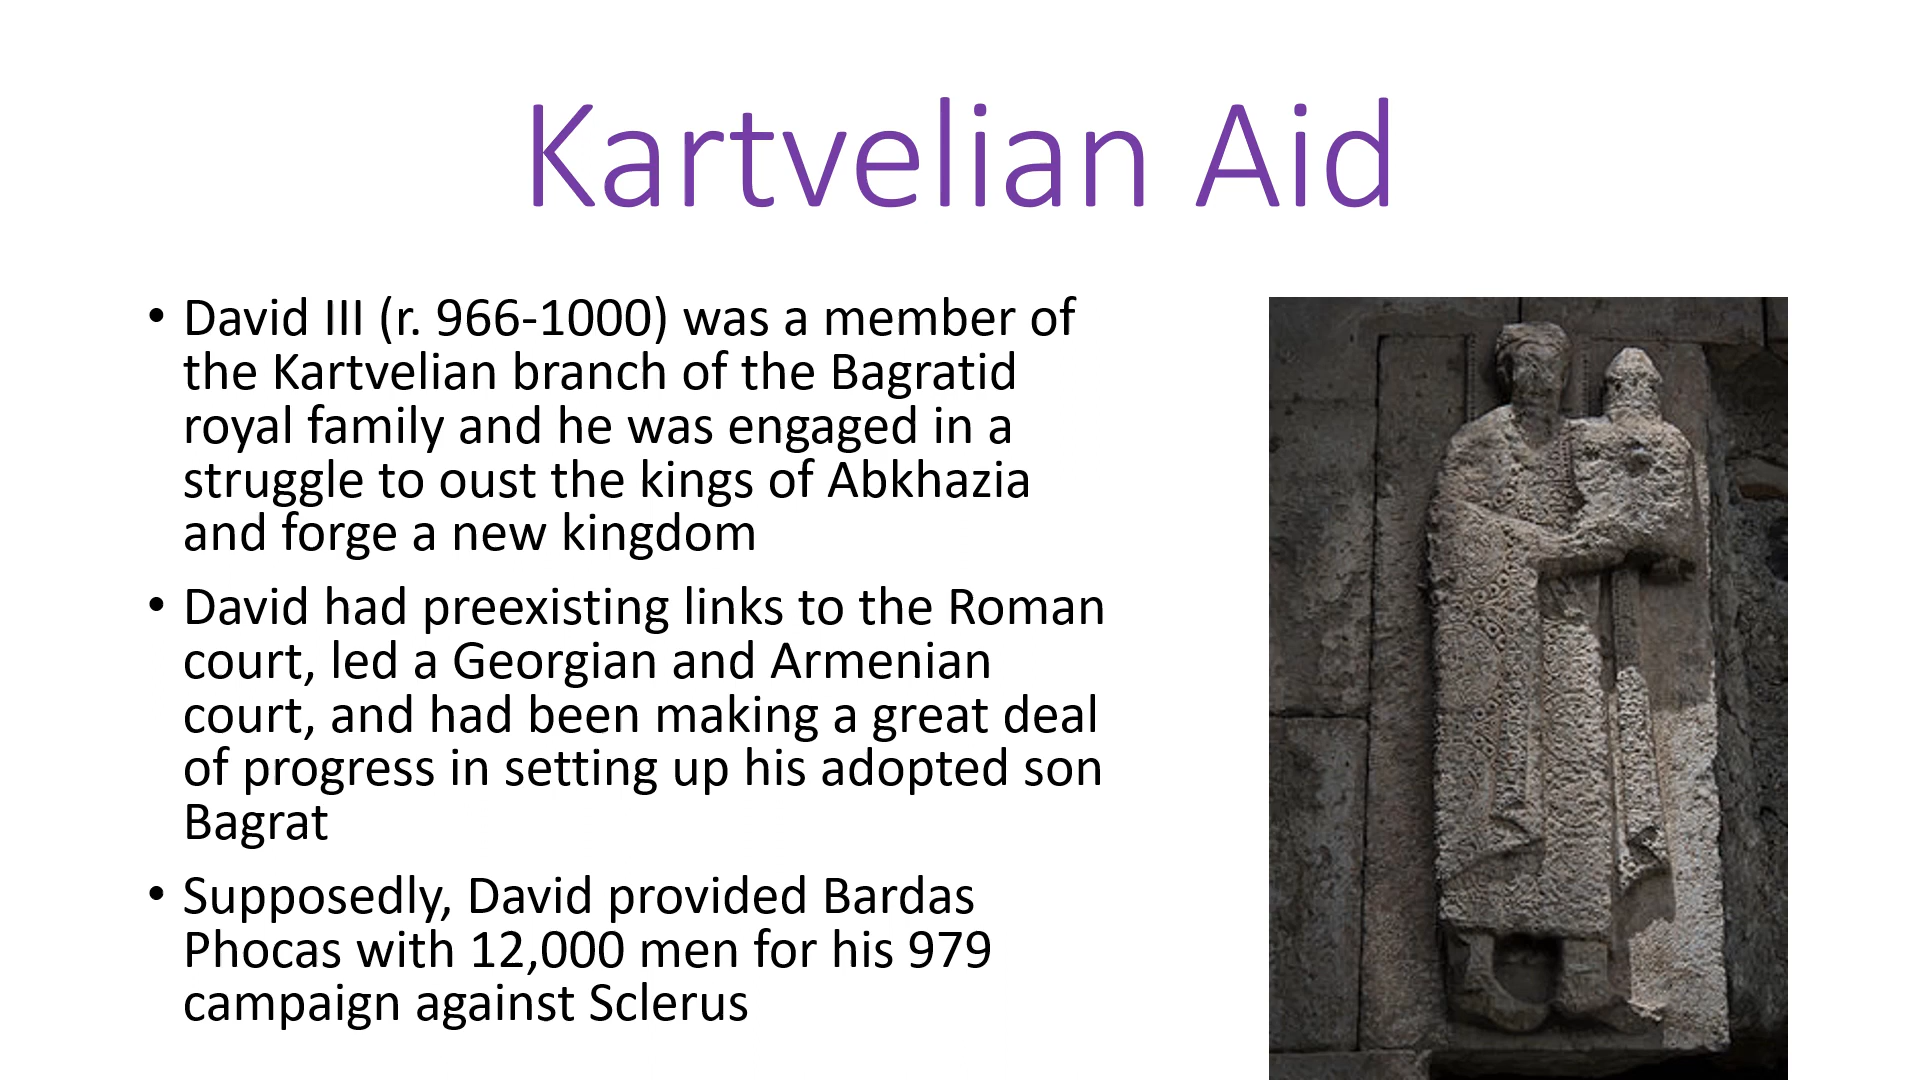 Kartvelian Aid
• David III (r. 966-1000) was a member of
the Kartvelian branch of the Bagratid
royal family and he was engaged in a
struggle to oust the kings of Abkhazia
and forge a new kingdom
• David had preexisting links to the Roman
court, led a Georgian and Armenian
court, and had been making a great deal
of progress in setting up his adopted son
Bagrat
• Supposedly, David provided Bardas
Phocas with 12,000 men for his 979
campaign against Sclerus